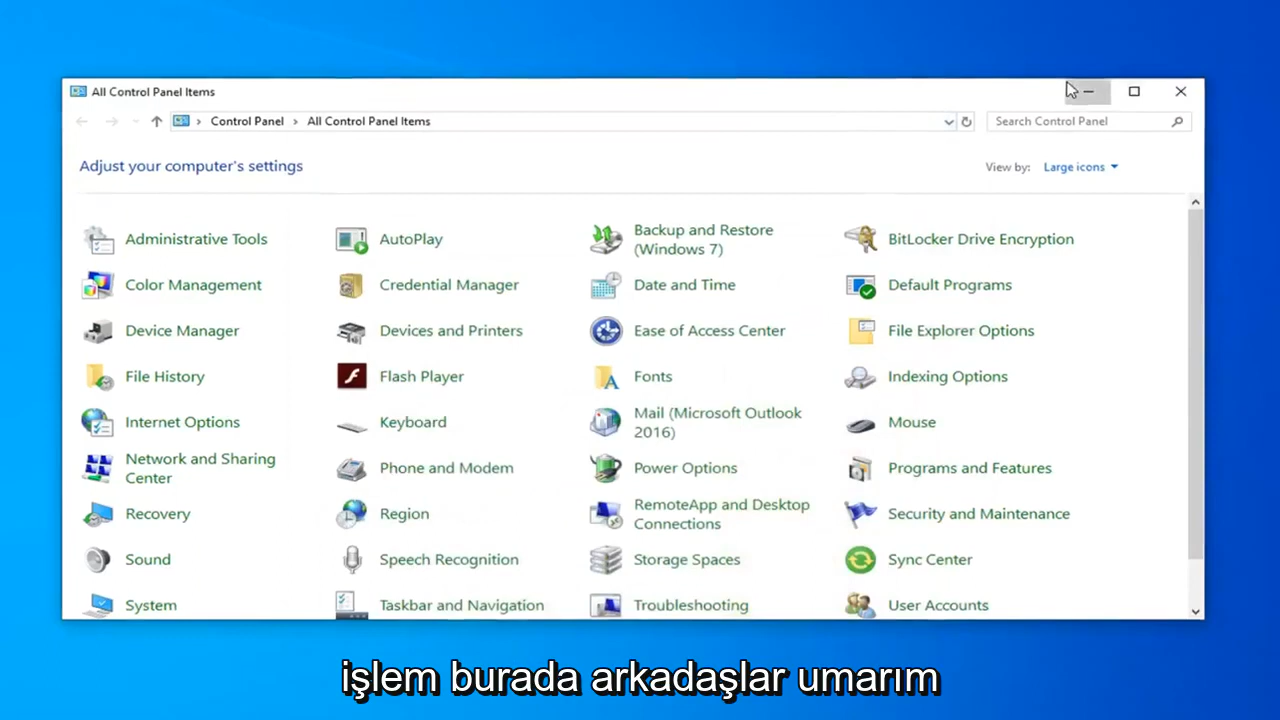 All Control Panel Items
Control Panel > All Control Panel Items
Search Control Panel
Adjust your computer's settings
View by: Large icons
Administrative Tools
AutoPlay
Backup and Restore
(Windows 7)
BitLocker Drive Encryption
Color Management
Credential Manager
Date and Time
Default Programs
Device Manager
Devices and Printers
Ease of Access Center
File Explorer Options
File History
Flash Player
Fonts
Indexing Options
Internet Options
Keyboard
Mail (Microsoft Outlook
2016)
Mouse
Network and Sharing
Center
Phone and Modem
Power Options
Programs and Features
Recovery
Region
RemoteApp and Desktop
Connections
Security and Maintenance
Sound
Speech Recognition
Storage Spaces
Sync Center
System
Taskbar and Navigation
Troubleshooting
User Accounts
işlem burada arkadaşlar umarım